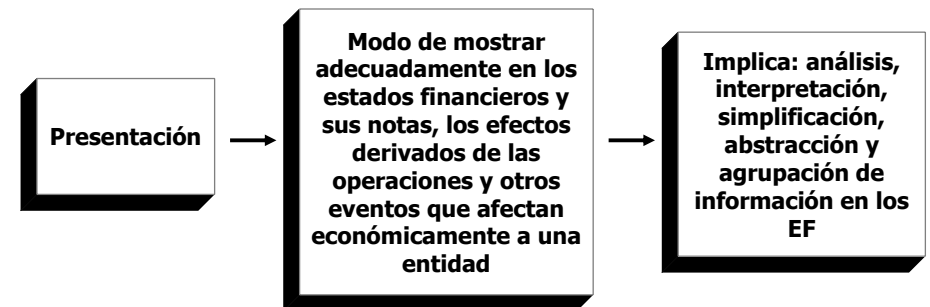 Presentación
Modo de mostrar
adecuadamente en los
estados financieros y
sus notas, los efectos
derivados de las
operaciones y otros
eventos que afectan
económicamente a una
entidad
Implica: análisis,
interpretación,
simplificación,
abstracción y
agrupación de
información en los
EF